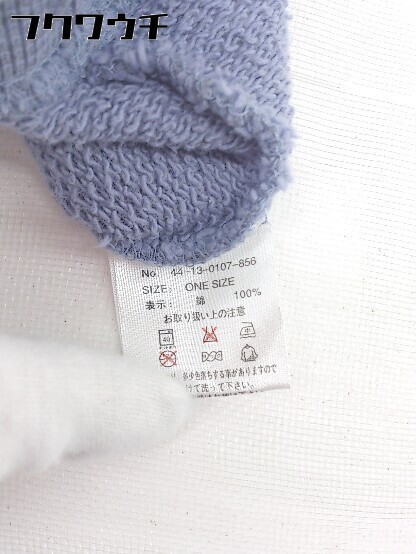 フクワウチ
No. 44-13-0107-856
SIZE: ONE SIZE
表示: 綿 100%
お取り扱い上の注意
40 中
多少色落ちする事がありますので
けて洗って下さい。